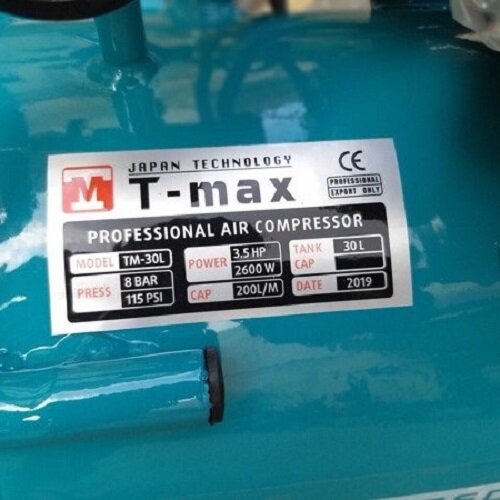 JAPAN TECHNOLOGY
TM T-max
CE
PROFESSIONAL
EXPORT ONLY
PROFESSIONAL AIR COMPRESSOR
MODEL TM-30L
POWER 3.5 HP
2600 W
TANK CAP 30 L
PRESS 8 BAR
115 PSI
CAP 200L/M
DATE 2019